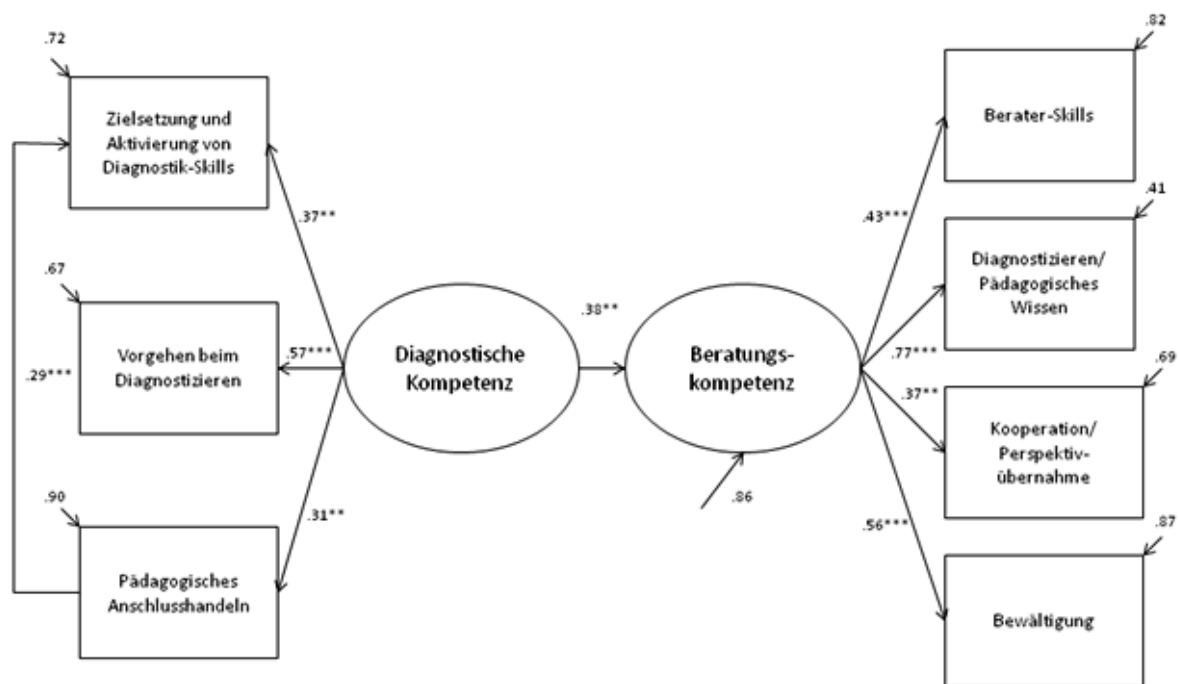 .72
Zielsetzung und
Aktivierung von
Diagnostik-Skills
.37**
.67
Vorgehen beim
Diagnostizieren
.57***
.29***
.90
Pädagogisches
Anschlusshandeln
.31**
Diagnostische
Kompetenz
.38**
Beratungs-
kompetenz
.86
.82
Berater-Skills
.43***
.41
Diagnostizieren/
Pädagogisches
Wissen
.77***
.69
.37**
Kooperation/
Perspektiv-
übernahme
.56***
.87
Bewältigung